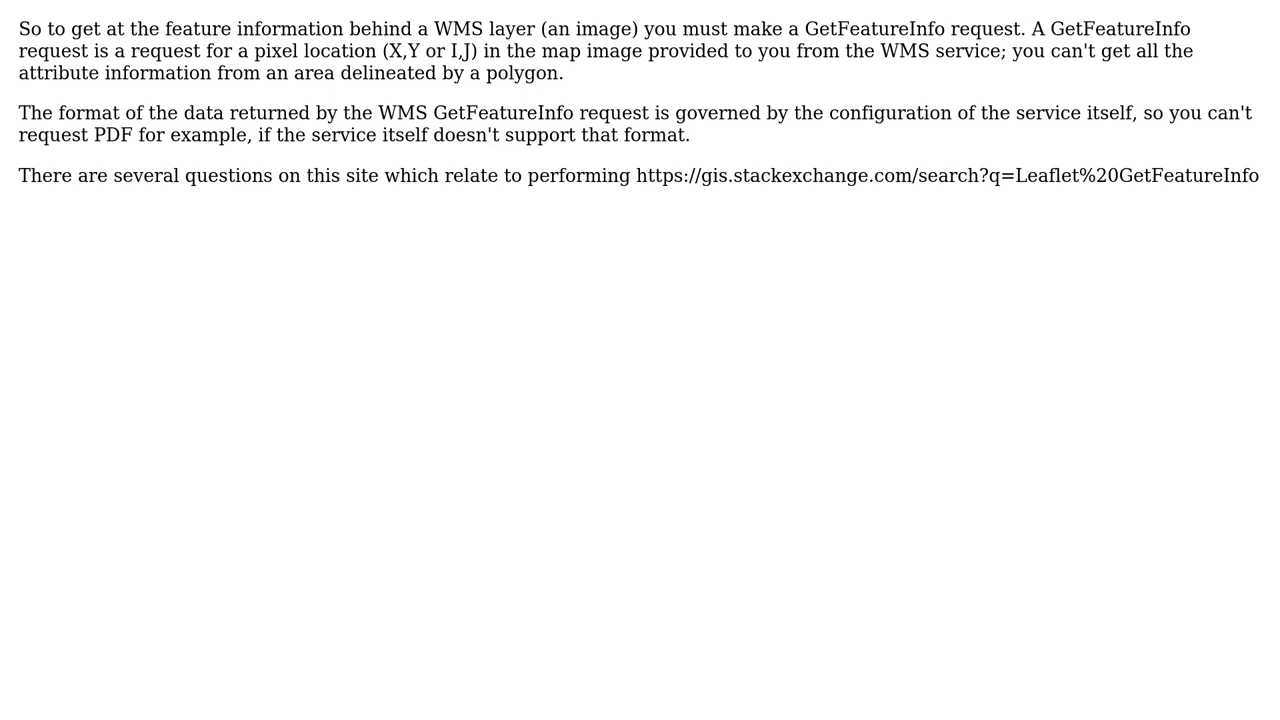 So to get at the feature information behind a WMS layer (an image) you must make a GetFeatureInfo request. A GetFeatureInfo
request is a request for a pixel location (X,Y or I,J) in the map image provided to you from the WMS service; you can't get all the
attribute information from an area delineated by a polygon.
The format of the data returned by the WMS GetFeatureInfo request is governed by the configuration of the service itself, so you can't
request PDF for example, if the service itself doesn't support that format.
There are several questions on this site which relate to performing https://gis.stackexchange.com/search?q=Leaflet%20GetFeatureInfo